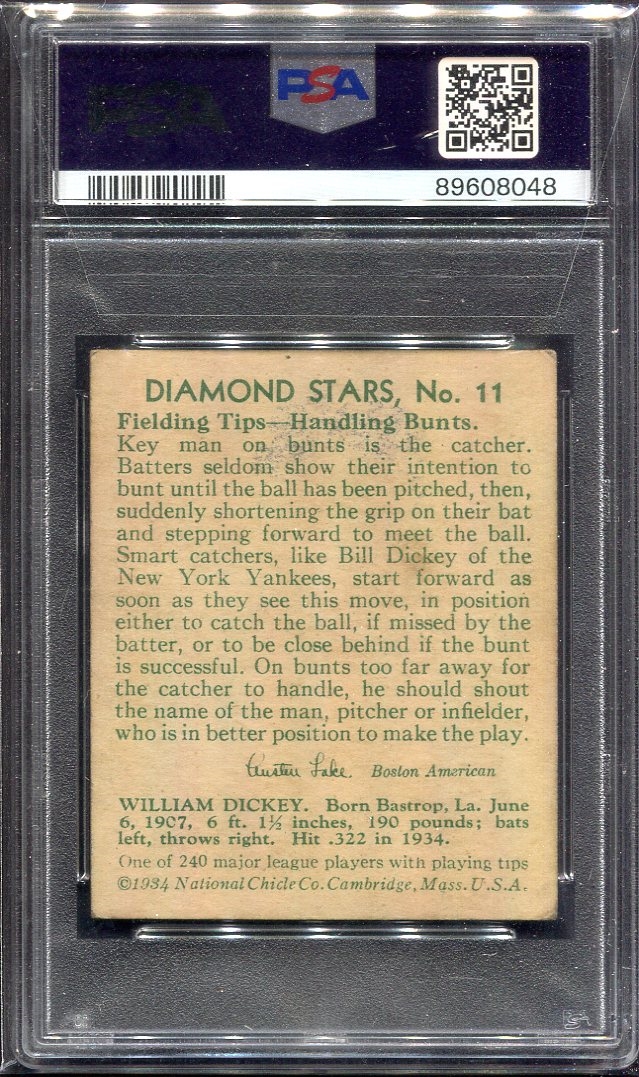 PSA
PSA
89608048
DIAMOND STARS, No. 11
Fielding Tips—Handling Bunts.
Key man on bunts is the catcher.
Batters seldom show their intention to
bunt until the ball has been pitched, then,
suddenly shortening the grip on their bat
and stepping forward to meet the ball.
Smart catchers, like Bill Dickey of the
New York Yankees, start forward as
soon as they see this move, in position
either to catch the ball, if missed by the
batter, or to be close behind if the bunt
is successful. On bunts too far away for
the catcher to handle, he should shout
the name of the man, pitcher or infielder,
who is in better position to make the play.
Austen Lake Boston American
WILLIAM DICKEY. Born Bastrop, La. June
6, 1907, 6 ft. 1½ inches, 190 pounds; bats
left, throws right. Hit .322 in 1934.
One of 240 major league players with playing tips
©1934 National Chicle Co. Cambridge, Mass. U.S.A.
PSA